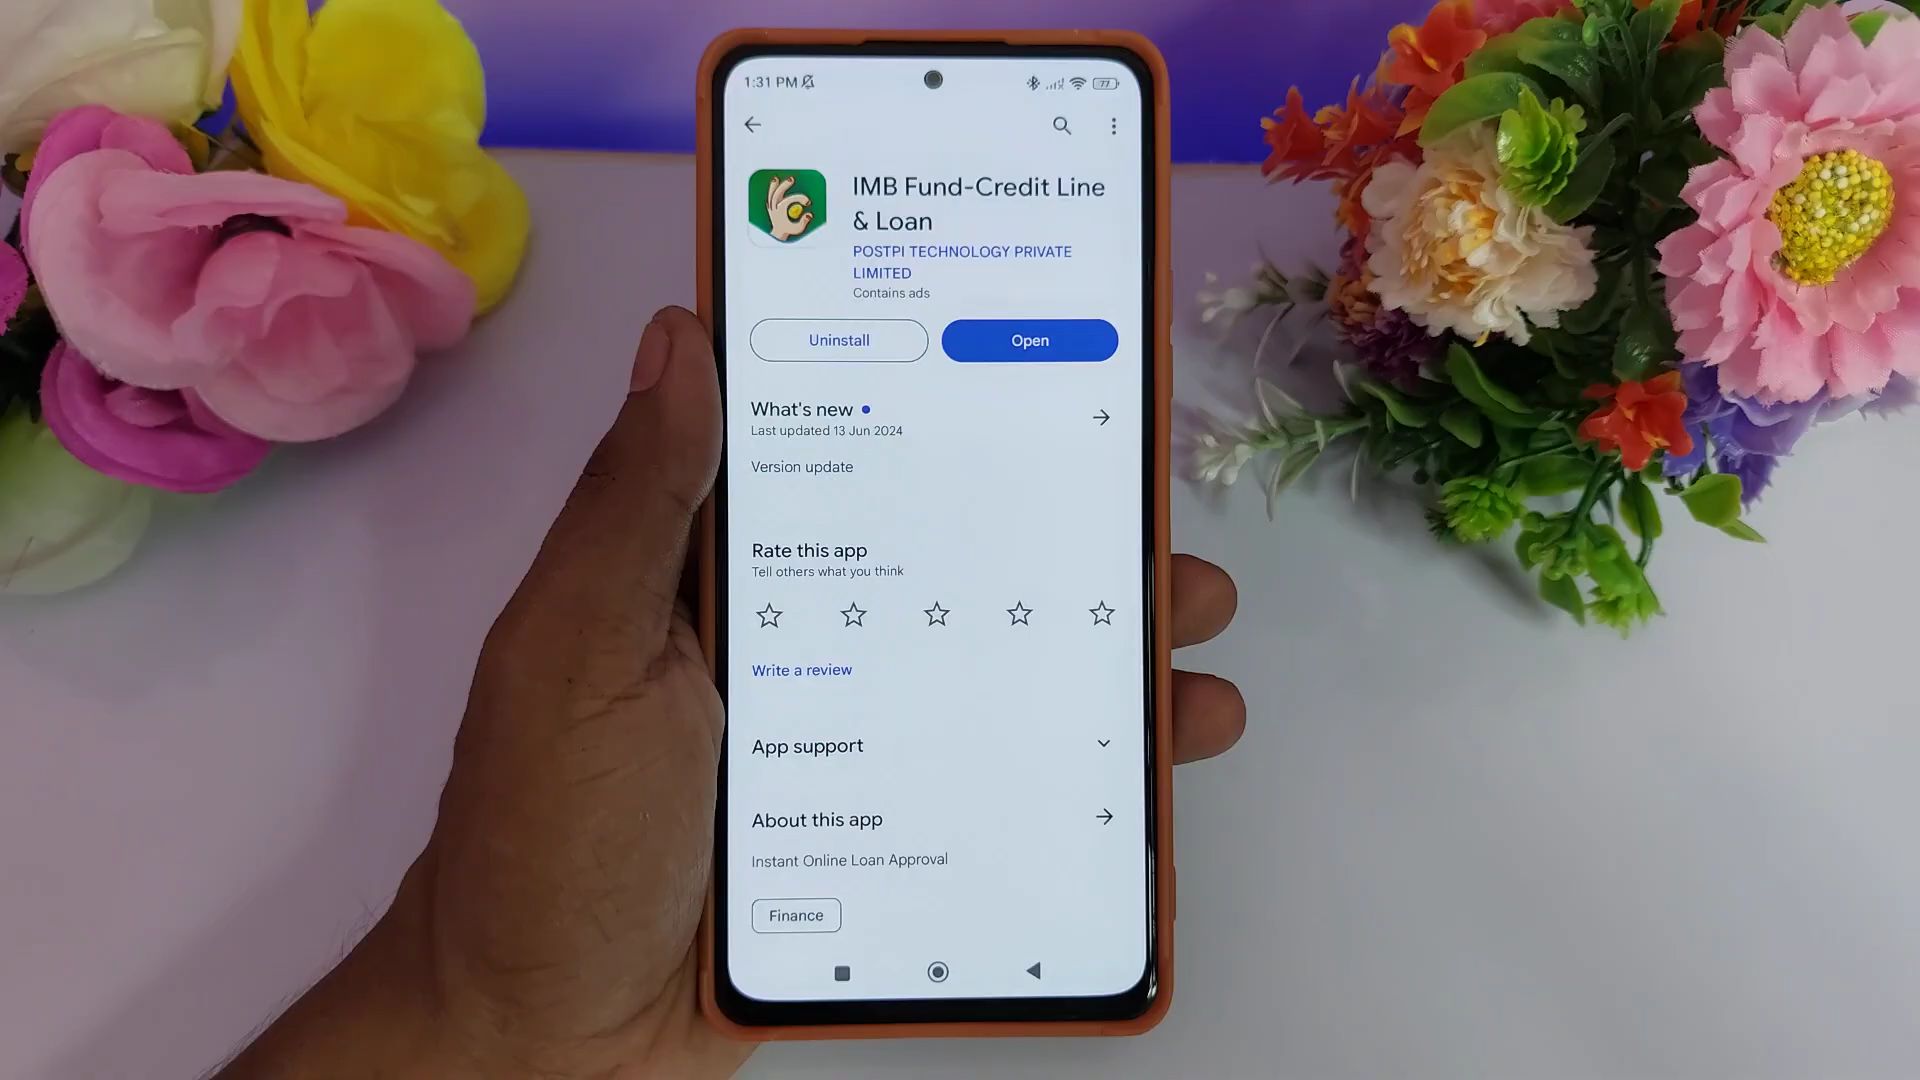 1:31 PM
77
IMB Fund-Credit Line
& Loan
POSTPI TECHNOLOGY PRIVATE
LIMITED
Contains ads
Uninstall
Open
What's new
Last updated 13 Jun 2024
Version update
Rate this app
Tell others what you think
Write a review
App support
About this app
Instant Online Loan Approval
Finance